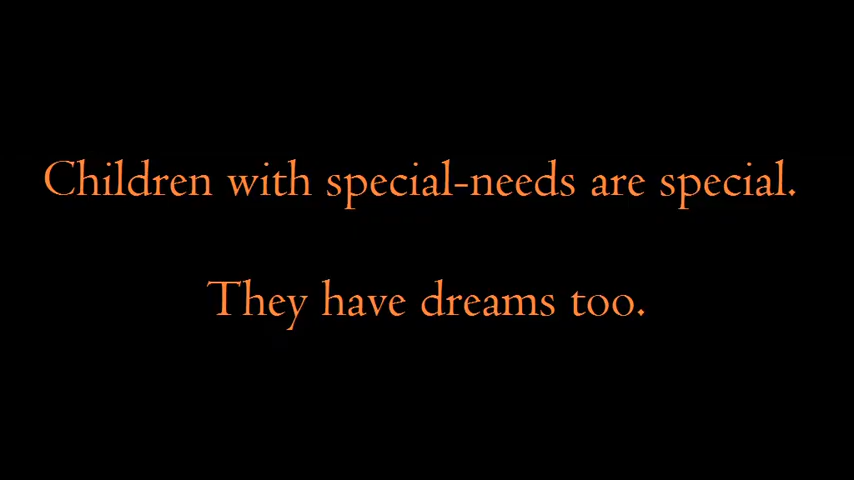 Children with special-needs are special.
They have dreams too.